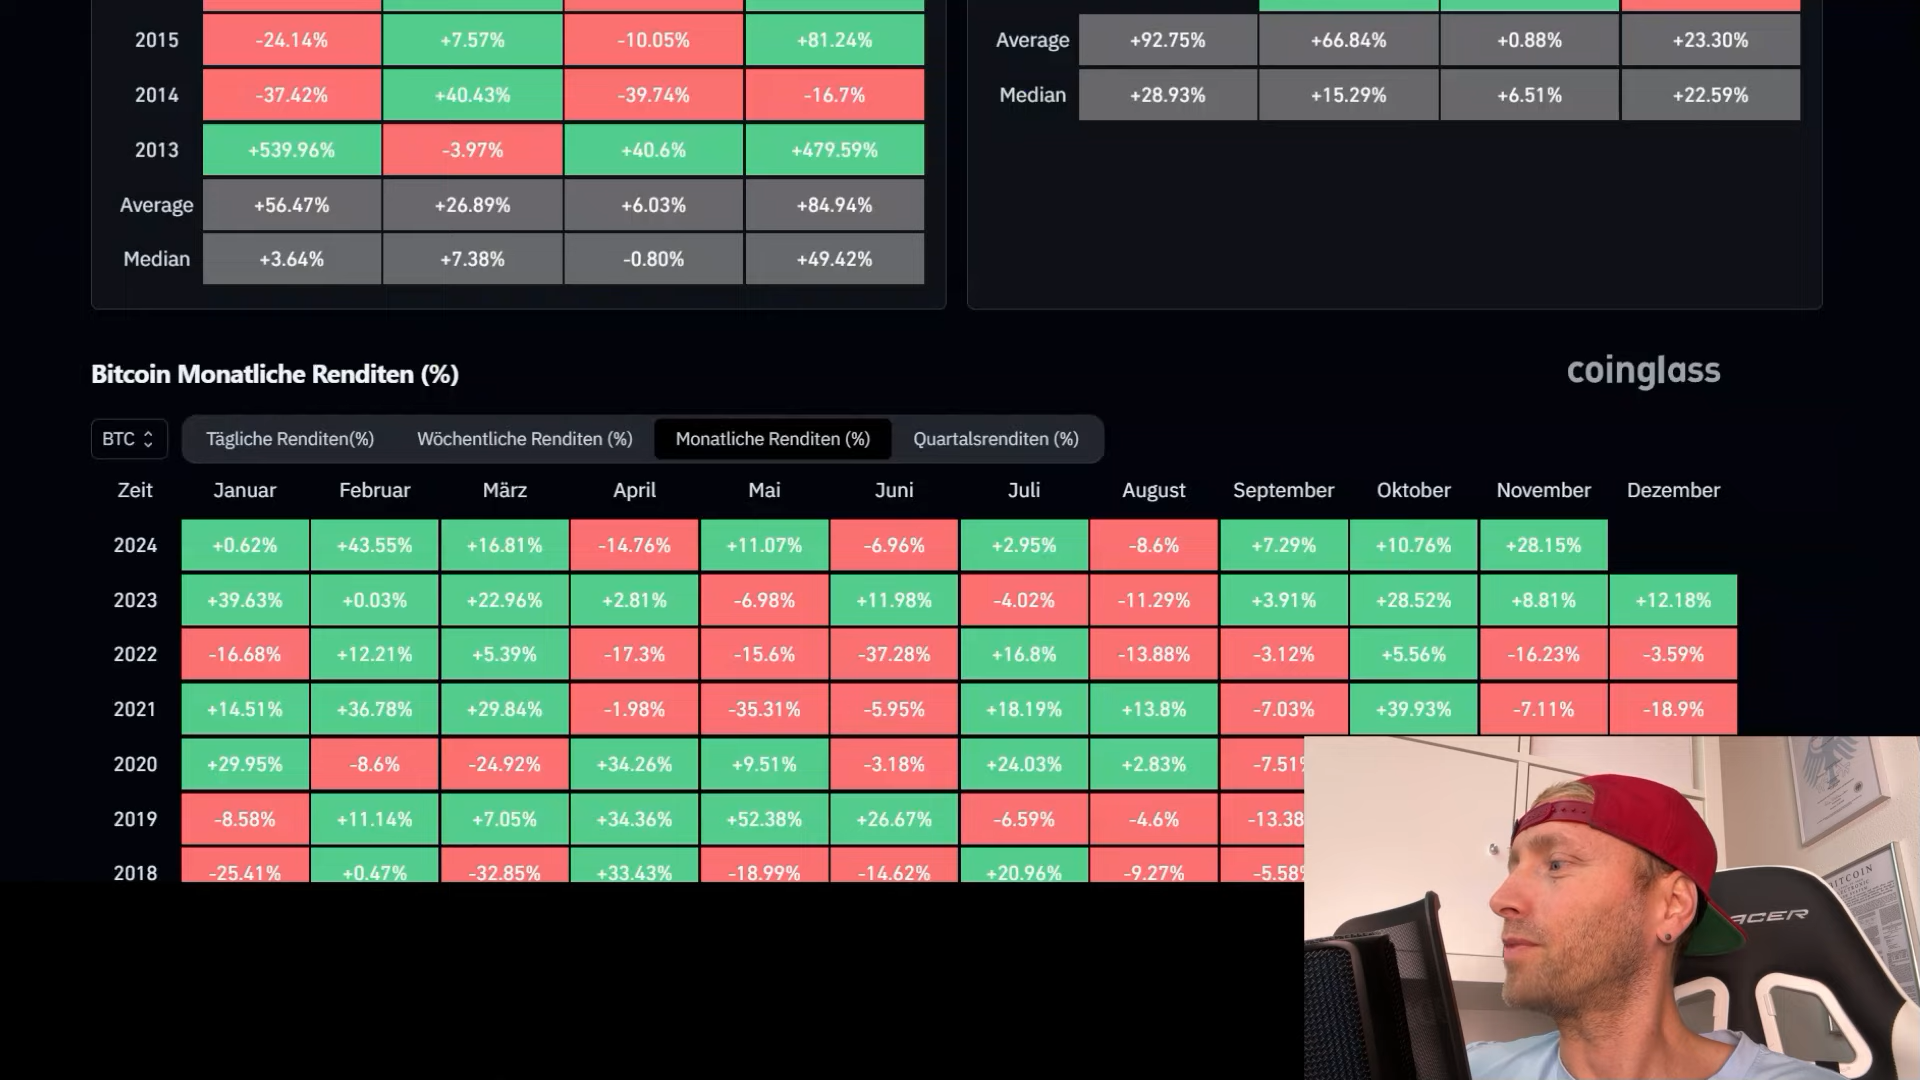 2015 -24.14% +7.57% -10.05% +81.24%
2014 -37.42% +40.43% -39.74% -16.7%
2013 +539.96% -3.97% +40.6% +479.59%
Average +56.47% +26.89% +6.03% +84.94%
Median +3.64% +7.38% -0.80% +49.42%
Average +92.75% +66.84% +0.88% +23.30%
Median +28.93% +15.29% +6.51% +22.59%
Bitcoin Monatliche Renditen (%)
coinglass
BTC Tägliche Renditen(%) Wöchentliche Renditen (%) Monatliche Renditen (%) Quartalsrenditen (%)
Zeit Januar Februar März April Mai Juni Juli August September Oktober November Dezember
2024 +0.62% +43.55% +16.81% -14.76% +11.07% -6.96% +2.95% -8.6% +7.29% +10.76% +28.15%
2023 +39.63% +0.03% +22.96% +2.81% -6.98% +11.98% -4.02% -11.29% +3.91% +28.52% +8.81% +12.18%
2022 -16.68% +12.21% +5.39% -17.3% -15.6% -37.28% +16.8% -13.88% -3.12% +5.56% -16.23% -3.59%
2021 +14.51% +36.78% +29.84% -1.98% -35.31% -5.95% +18.19% +13.8% -7.03% +39.93% -7.11% -18.9%
2020 +29.95% -8.6% -24.92% +34.26% +9.51% -3.18% +24.03% +2.83% -7.51%
2019 -8.58% +11.14% +7.05% +34.36% +52.38% +26.67% -6.59% -4.6% -13.38
2018 -25.41% +0.47% -32.85% +33.43% -18.99% -14.62% +20.96% -9.27% -5.58%
ACER